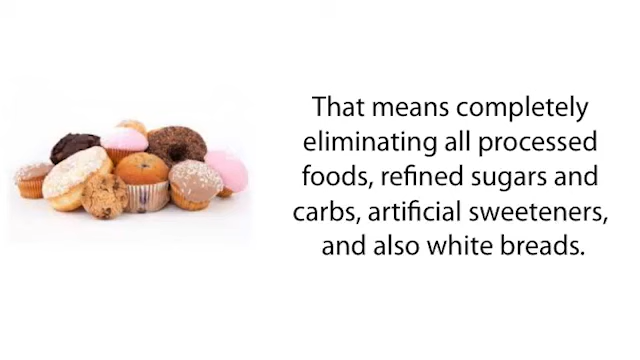 That means completely
eliminating all processed
foods, refined sugars and
carbs, artificial sweeteners,
and also white breads.